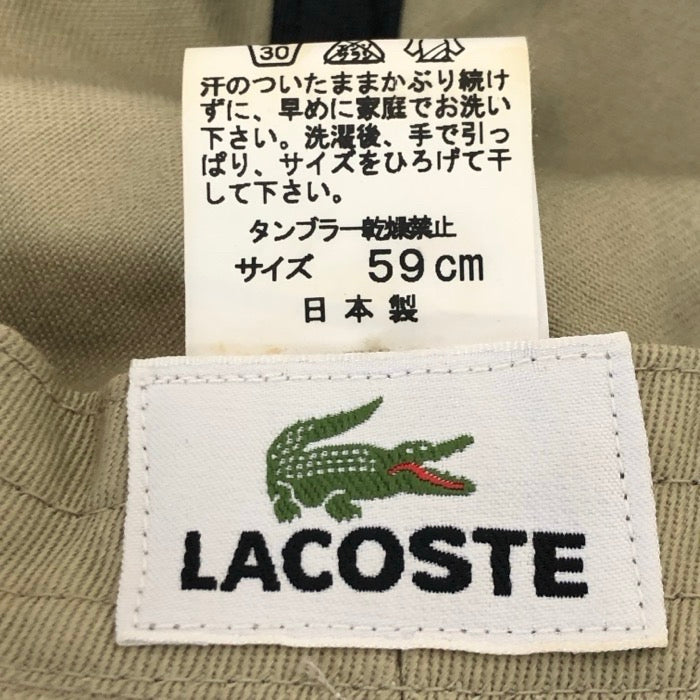 30
汗のついたままかぶり続け
ずに、早めに家庭でお洗い
下さい。洗濯後、手で引っ
ぱり、サイズをひろげて干
して下さい。
タンブラー乾燥禁止
サイズ 59cm
日本製
LACOSTE